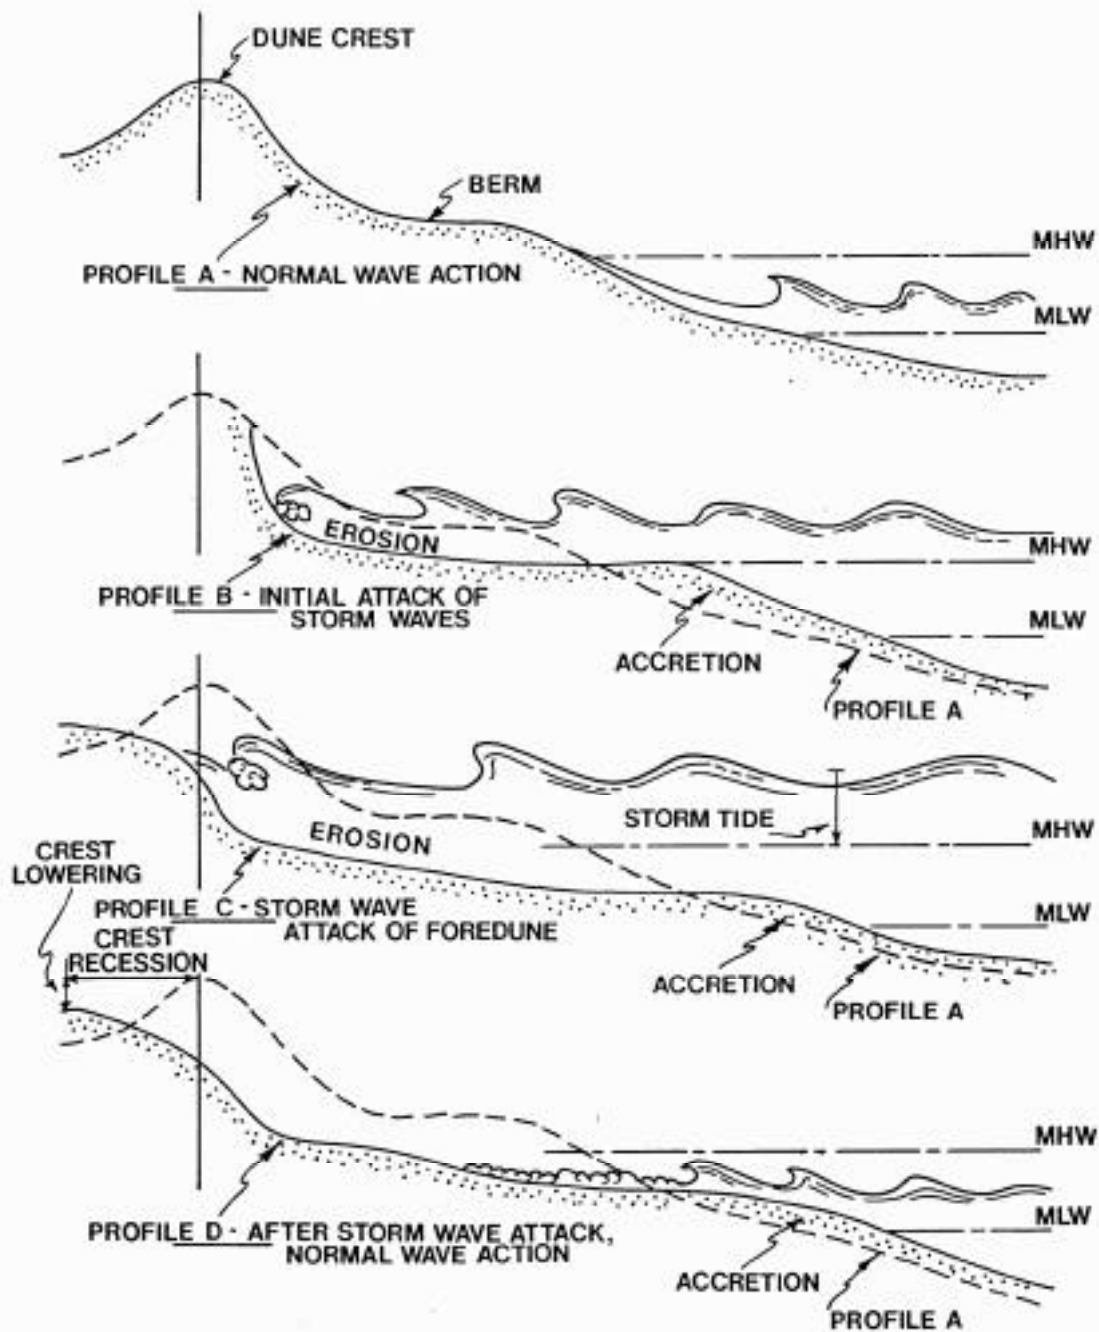 DUNE CREST
BERM
MHW
PROFILE A - NORMAL WAVE ACTION
MLW
EROSION
MHW
PROFILE B - INITIAL ATTACK OF
STORM WAVES
MLW
ACCRETION
PROFILE A
STORM TIDE
MHW
EROSION
CREST
LOWERING
PROFILE C - STORM WAVE
ATTACK OF FOREDUNE
MLW
CREST
RECESSION
ACCRETION
PROFILE A
MHW
MLW
PROFILE D - AFTER STORM WAVE ATTACK,
NORMAL WAVE ACTION
ACCRETION
PROFILE A